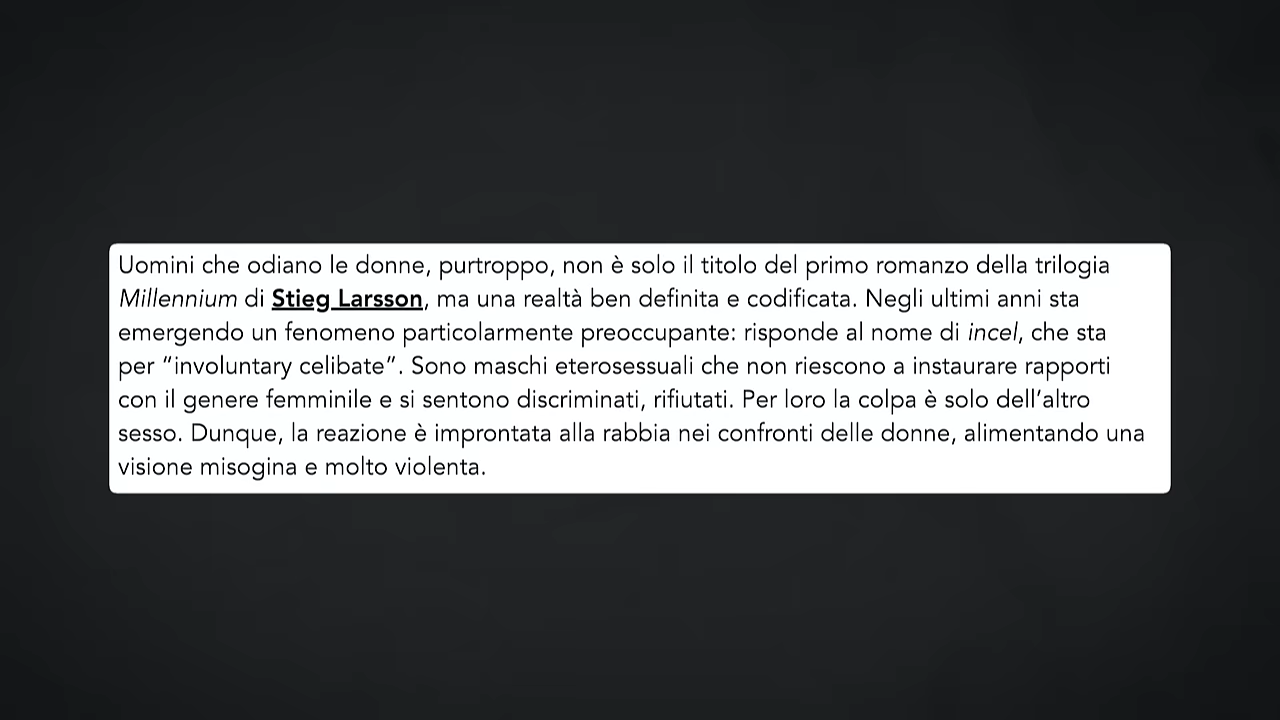 Uomini che odiano le donne, purtroppo, non è solo il titolo del primo romanzo della trilogia
Millennium di Stieg Larsson, ma una realtà ben definita e codificata. Negli ultimi anni sta
emergendo un fenomeno particolarmente preoccupante: risponde al nome di incel, che sta
per “involuntary celibate”. Sono maschi eterosessuali che non riescono a instaurare rapporti
con il genere femminile e si sentono discriminati, rifiutati. Per loro la colpa è solo dell’altro
sesso. Dunque, la reazione è improntata alla rabbia nei confronti delle donne, alimentando una
visione misogina e molto violenta.